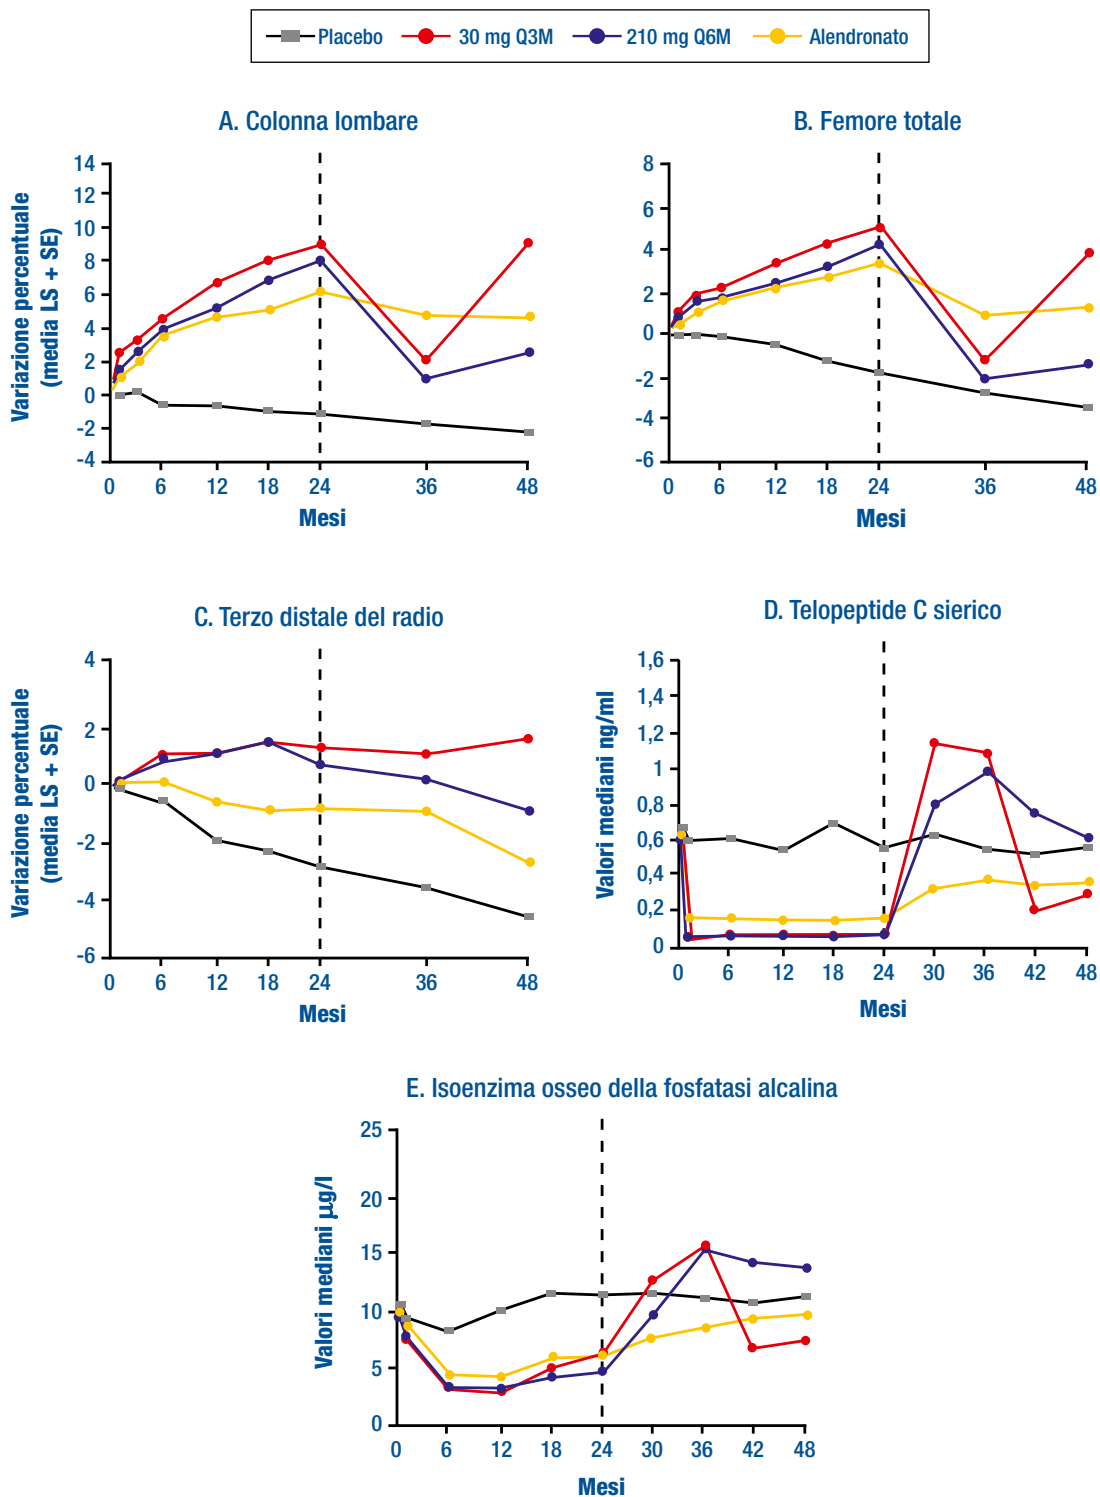 Placebo 30 mg Q3M 210 mg Q6M Alendronato
A. Colonna lombare
Variazione percentuale
(media LS + SE)
14
12
10
8
6
4
2
0
-2
-4
0 6 12 18 24 36 48
Mesi
B. Femore totale
8
6
4
2
0
-2
-4
-6
0 6 12 18 24 36 48
Mesi
C. Terzo distale del radio
Variazione percentuale
(media LS + SE)
4
2
0
-2
-4
-6
0 6 12 18 24 36 48
Mesi
D. Telopeptide C sierico
Valori mediani ng/ml
1,6
1,4
1,2
1
0,8
0,6
0,4
0,2
0
0 6 12 18 24 30 36 42 48
Mesi
E. Isoenzima osseo della fosfatasi alcalina
Valori mediani µg/l
25
20
15
10
5
0
0 6 12 18 24 30 36 42 48
Mesi